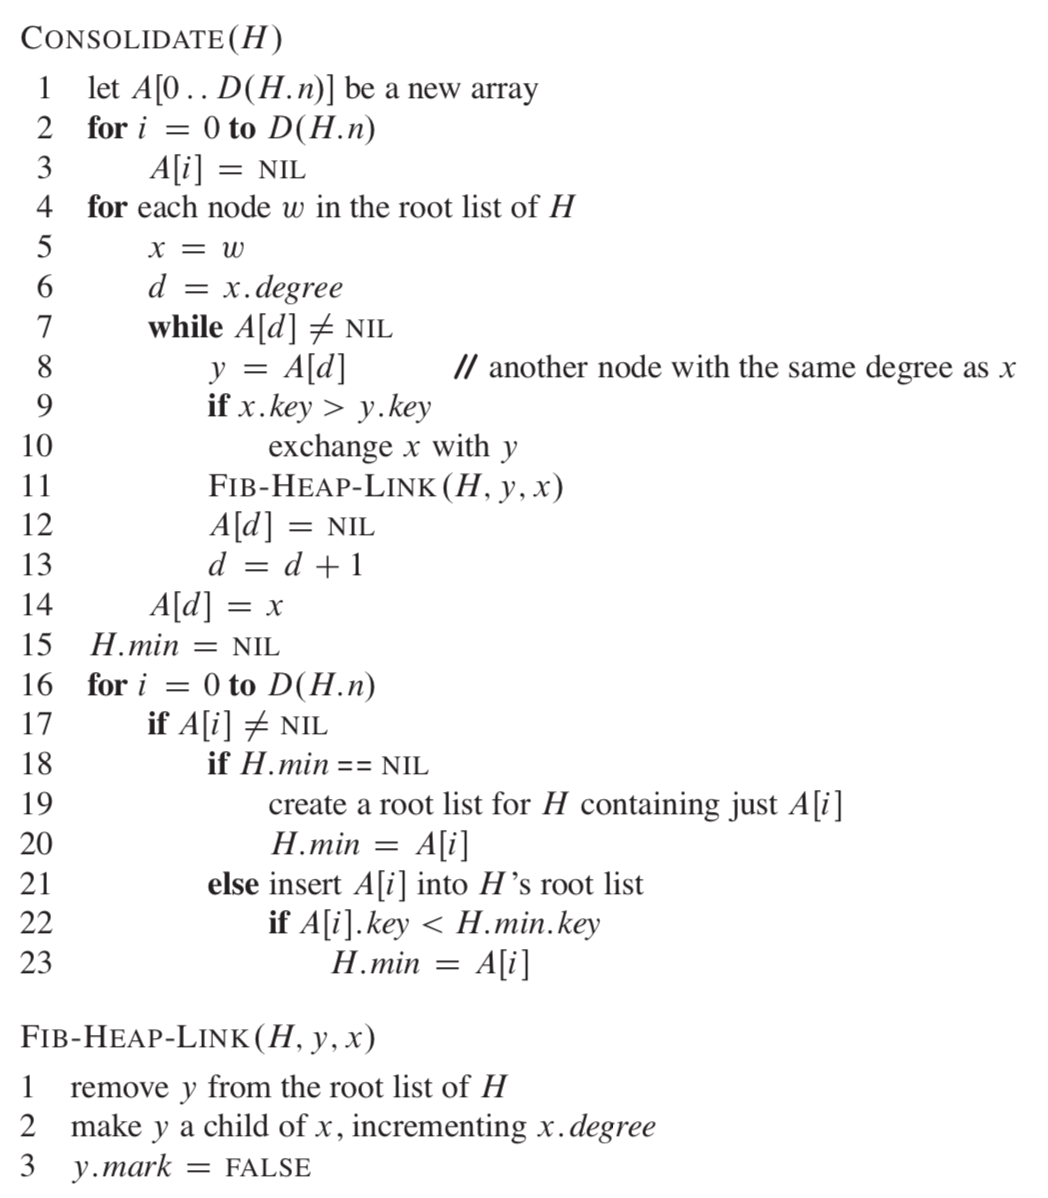 CONSOLIDATE(H)
1 let A[0 . . D(H.n)] be a new array
2 for i = 0 to D(H.n)
3 A[i] = NIL
4 for each node w in the root list of H
5 x = w
6 d = x.degree
7 while A[d] ≠ NIL
8 y = A[d] // another node with the same degree as x
9 if x.key > y.key
10 exchange x with y
11 FIB-HEAP-LINK(H, y, x)
12 A[d] = NIL
13 d = d + 1
14 A[d] = x
15 H.min = NIL
16 for i = 0 to D(H.n)
17 if A[i] ≠ NIL
18 if H.min == NIL
19 create a root list for H containing just A[i]
20 H.min = A[i]
21 else insert A[i] into H's root list
22 if A[i].key < H.min.key
23 H.min = A[i]
FIB-HEAP-LINK(H, y, x)
1 remove y from the root list of H
2 make y a child of x, incrementing x.degree
3 y.mark = FALSE